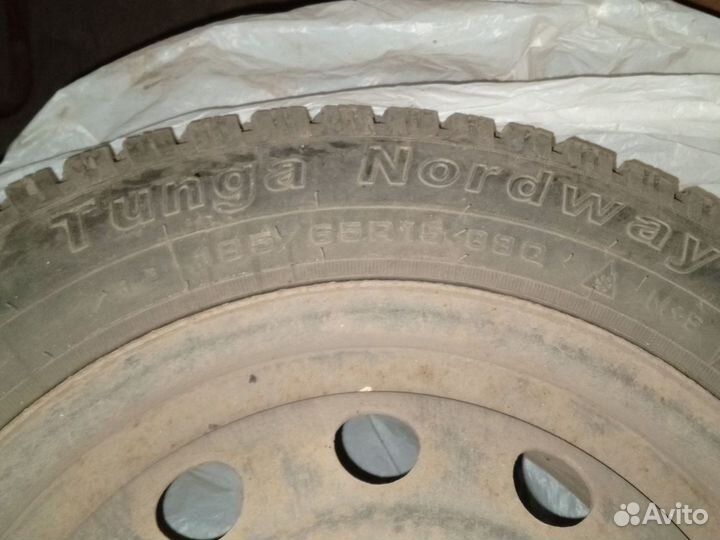 Tunga Nordway
185/65R15 88Q
M+S
Avito